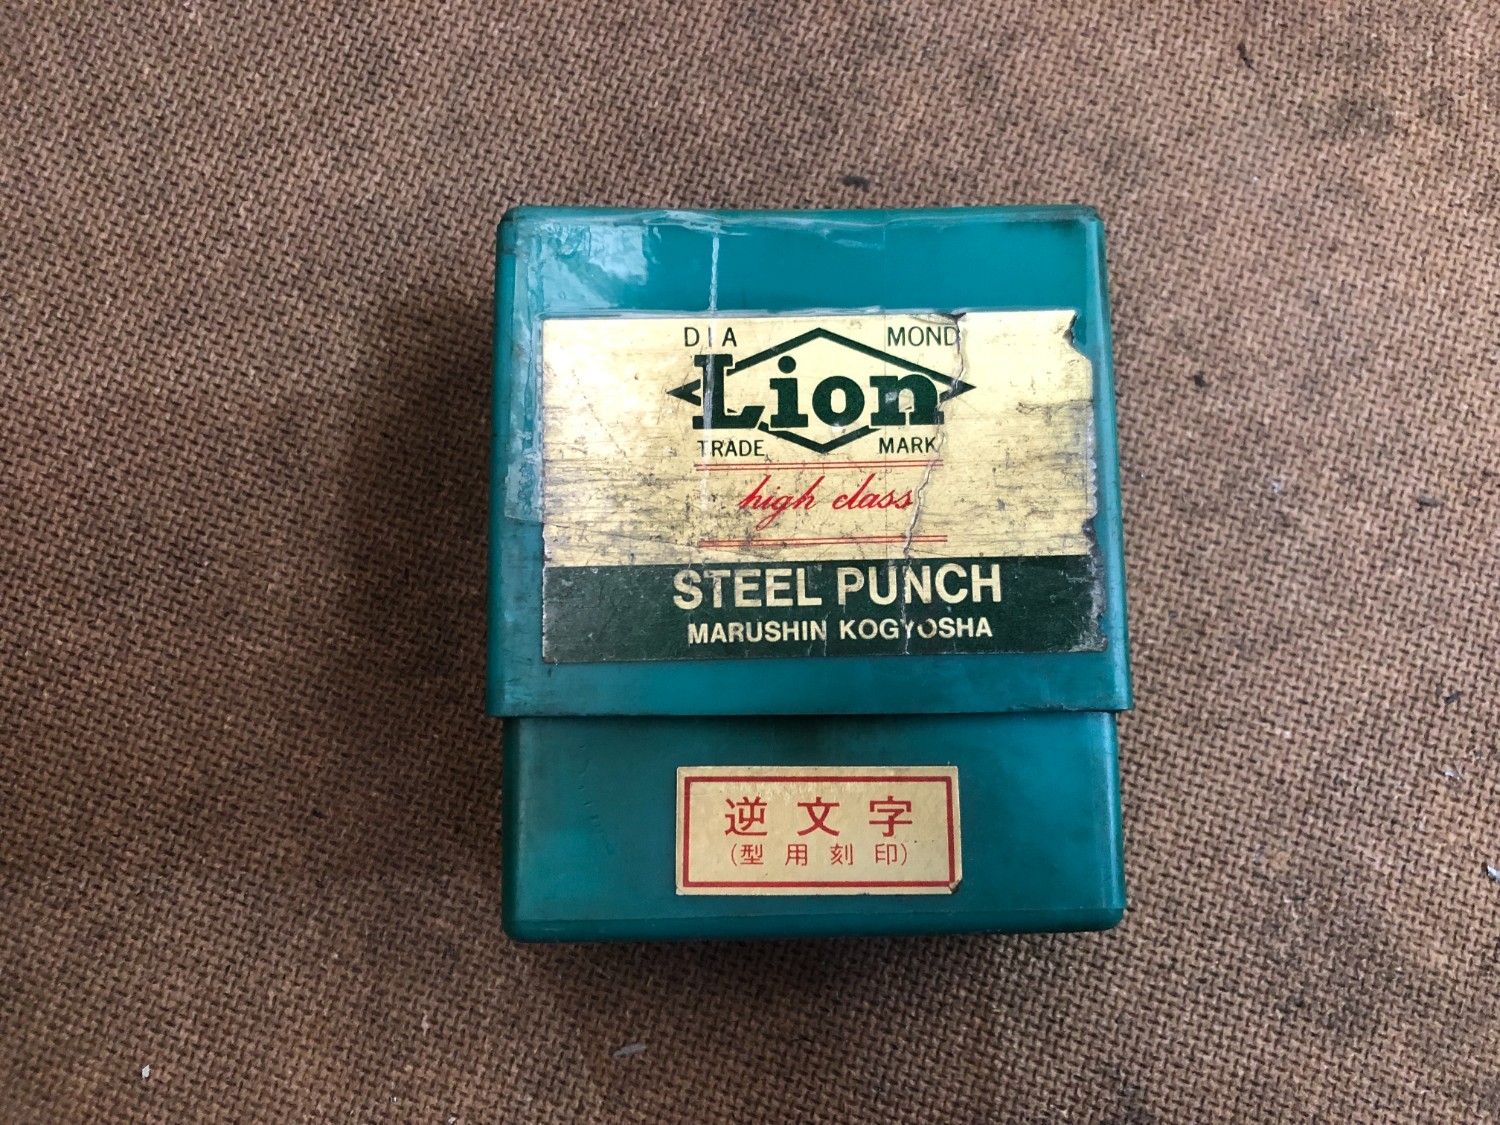 DIA MOND
Lion
TRADE MARK
high class
STEEL PUNCH
MARUSHIN KOGYOSHA
逆文字
(型用刻印)